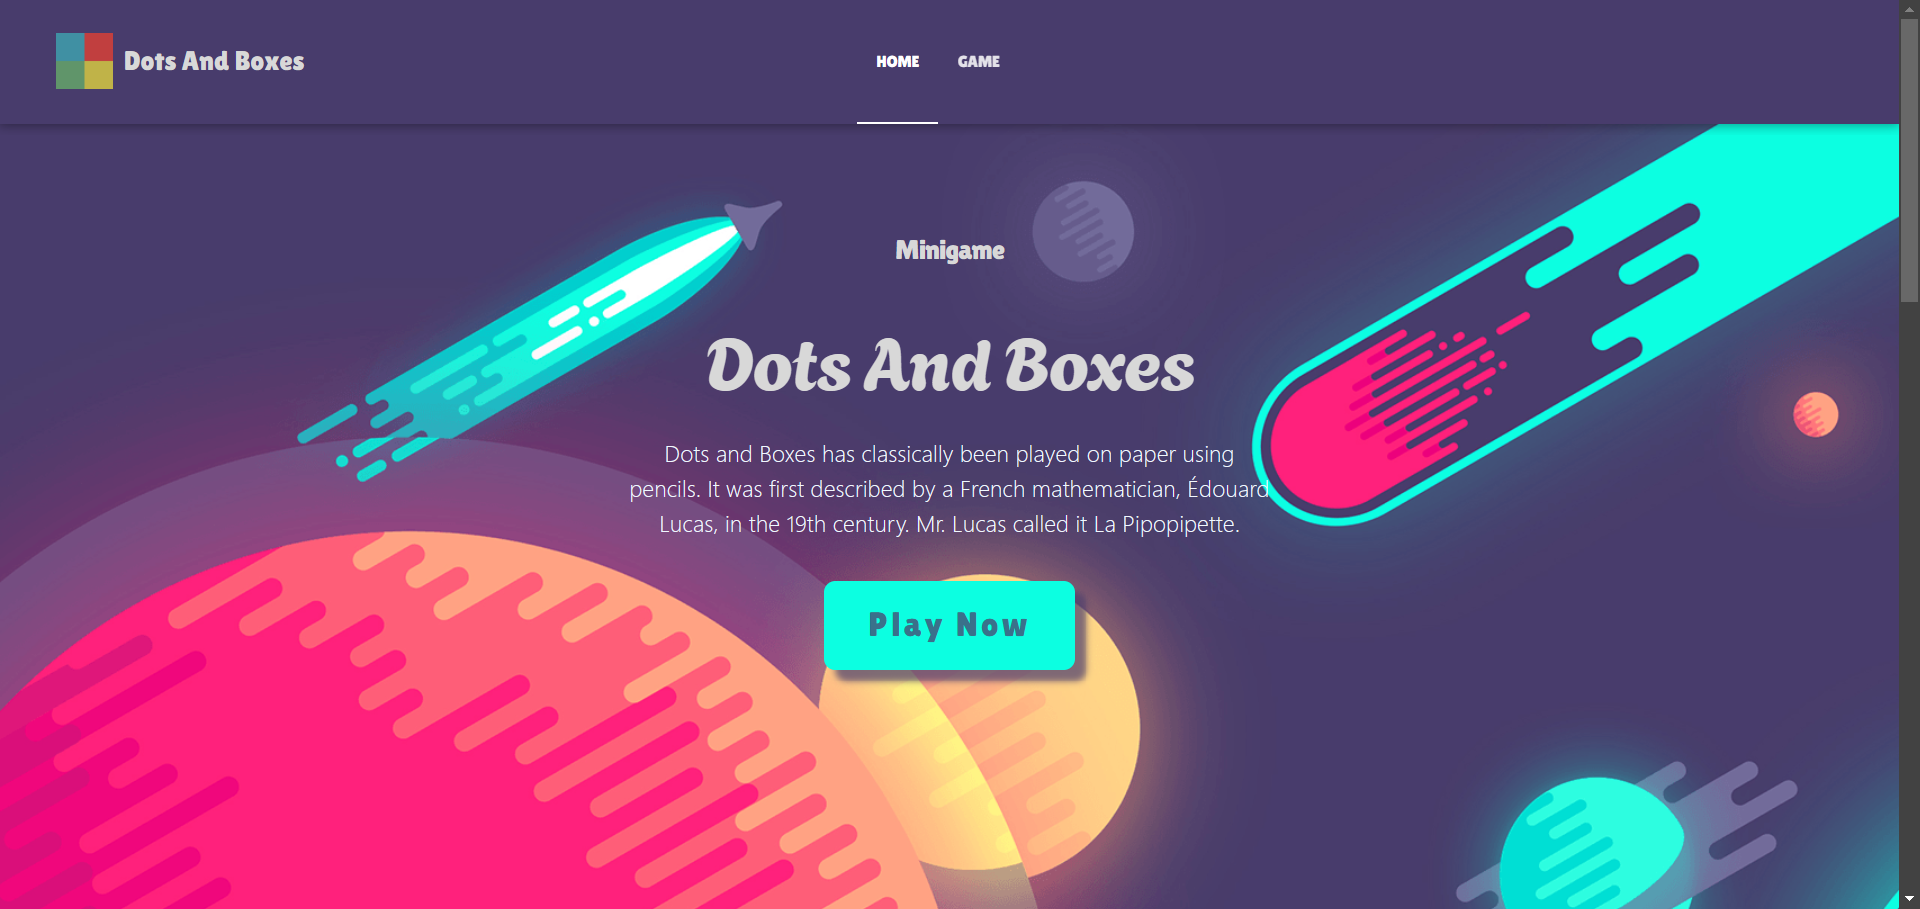 Dots And Boxes
HOME
GAME
Minigame
Dots And Boxes
Dots and Boxes has classically been played on paper using
pencils. It was first described by a French mathematician, Édouard
Lucas, in the 19th century. Mr. Lucas called it La Pipopipette.
Play Now